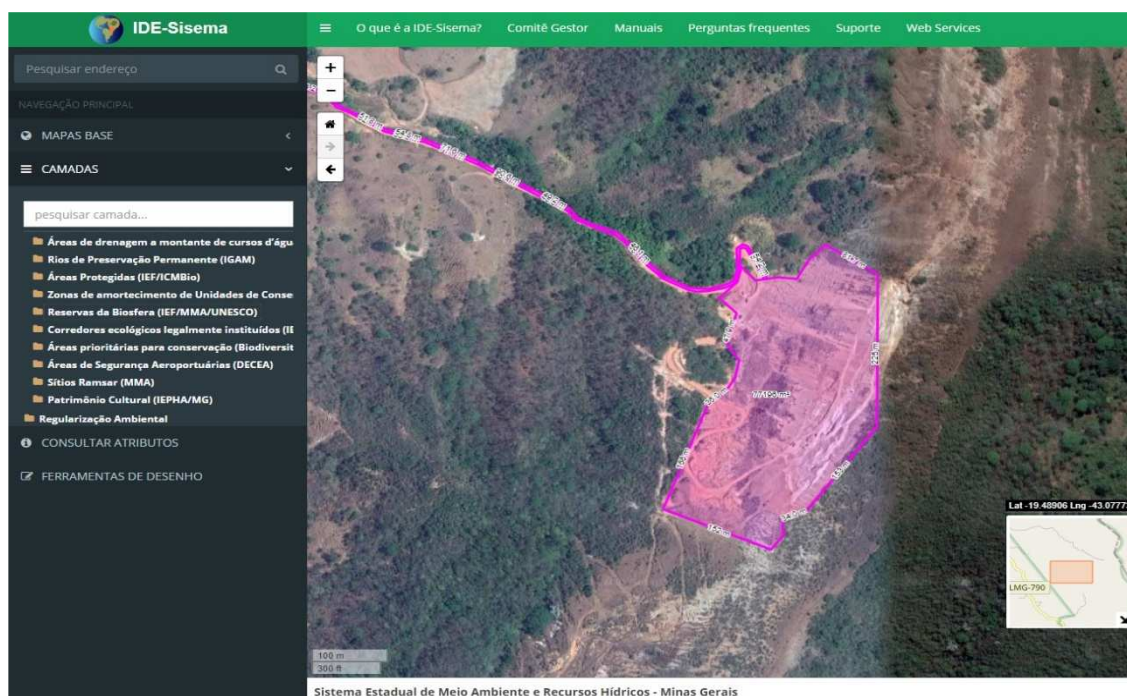 IDE-Sisema
O que é a IDE-Sisema? Comitê Gestor Manuais Perguntas frequentes Suporte Web Services
Pesquisar endereço
NAVEGAÇÃO PRINCIPAL
MAPAS BASE
CAMADAS
pesquisar camada...
Áreas de drenagem a montante de cursos d'águ
Rios de Preservação Permanente (IGAM)
Áreas Protegidas (IEF/ICMBio)
Zonas de amortecimento de Unidades de Conse
Reservas da Biosfera (IEF/MMA/UNESCO)
Corredores ecológicos legalmente instituídos (IE
Áreas prioritárias para conservação (Biodiversit
Áreas de Segurança Aeroportuárias (DECEA)
Sítios Ramsar (MMA)
Patrimônio Cultural (IEPHA/MG)
Regularização Ambiental
CONSULTAR ATRIBUTOS
FERRAMENTAS DE DESENHO
+
−
225 m
152 m
Lat -19.48906 Lng -43.0777
LMG-790
100 m
300 ft
Sistema Estadual de Meio Ambiente e Recursos Hídricos - Minas Gerais